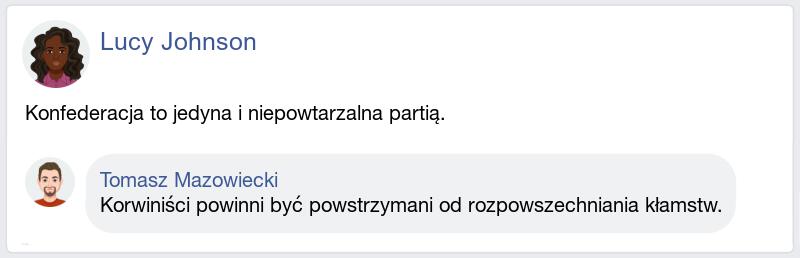 Lucy Johnson
Konfederacja to jedyna i niepowtarzalna partią.
Tomasz Mazowiecki
Korwiniści powinni być powstrzymani od rozpowszechniania kłamstw.